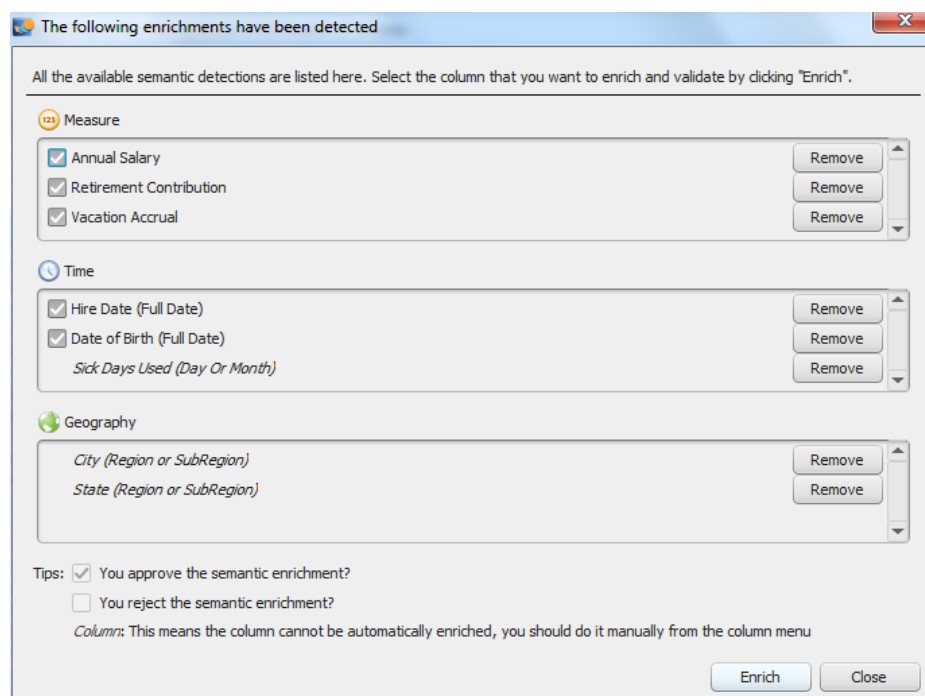 The following enrichments have been detected
All the available semantic detections are listed here. Select the column that you want to enrich and validate by clicking "Enrich".
123 Measure
Annual Salary Remove
Retirement Contribution Remove
Vacation Accrual Remove
Time
Hire Date (Full Date) Remove
Date of Birth (Full Date) Remove
Sick Days Used (Day Or Month) Remove
Geography
City (Region or SubRegion) Remove
State (Region or SubRegion) Remove
Tips: You approve the semantic enrichment?
You reject the semantic enrichment?
Column: This means the column cannot be automatically enriched, you should do it manually from the column menu
Enrich Close